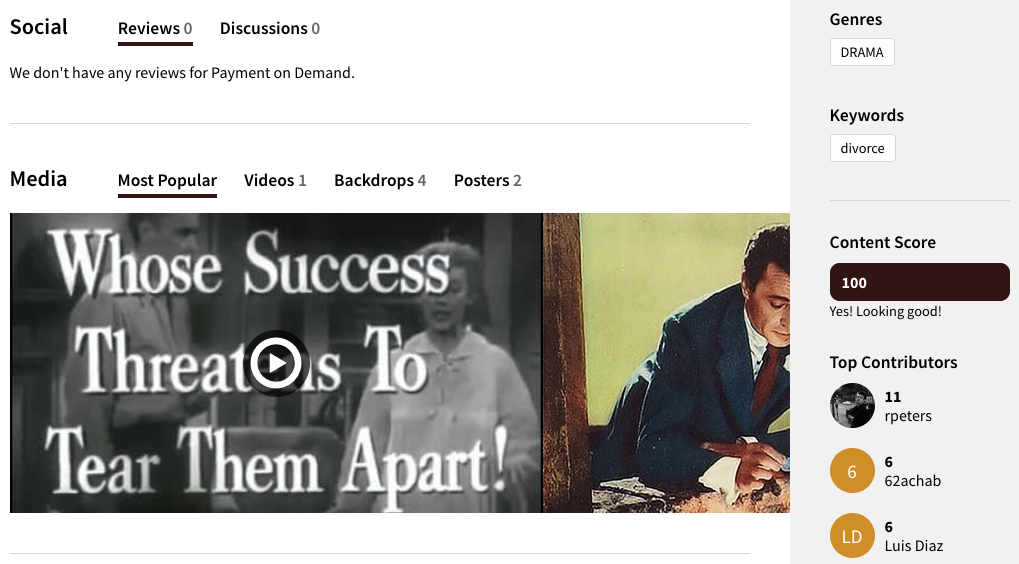 Social
Reviews 0
Discussions 0
We don't have any reviews for Payment on Demand.
Media
Most Popular
Videos 1
Backdrops 4
Posters 2
Whose Success
Threatens To
Tear Them Apart!
Genres
DRAMA
Keywords
divorce
Content Score
100
Yes! Looking good!
Top Contributors
11
rpeters
6
6
62achab
LD
6
Luis Diaz